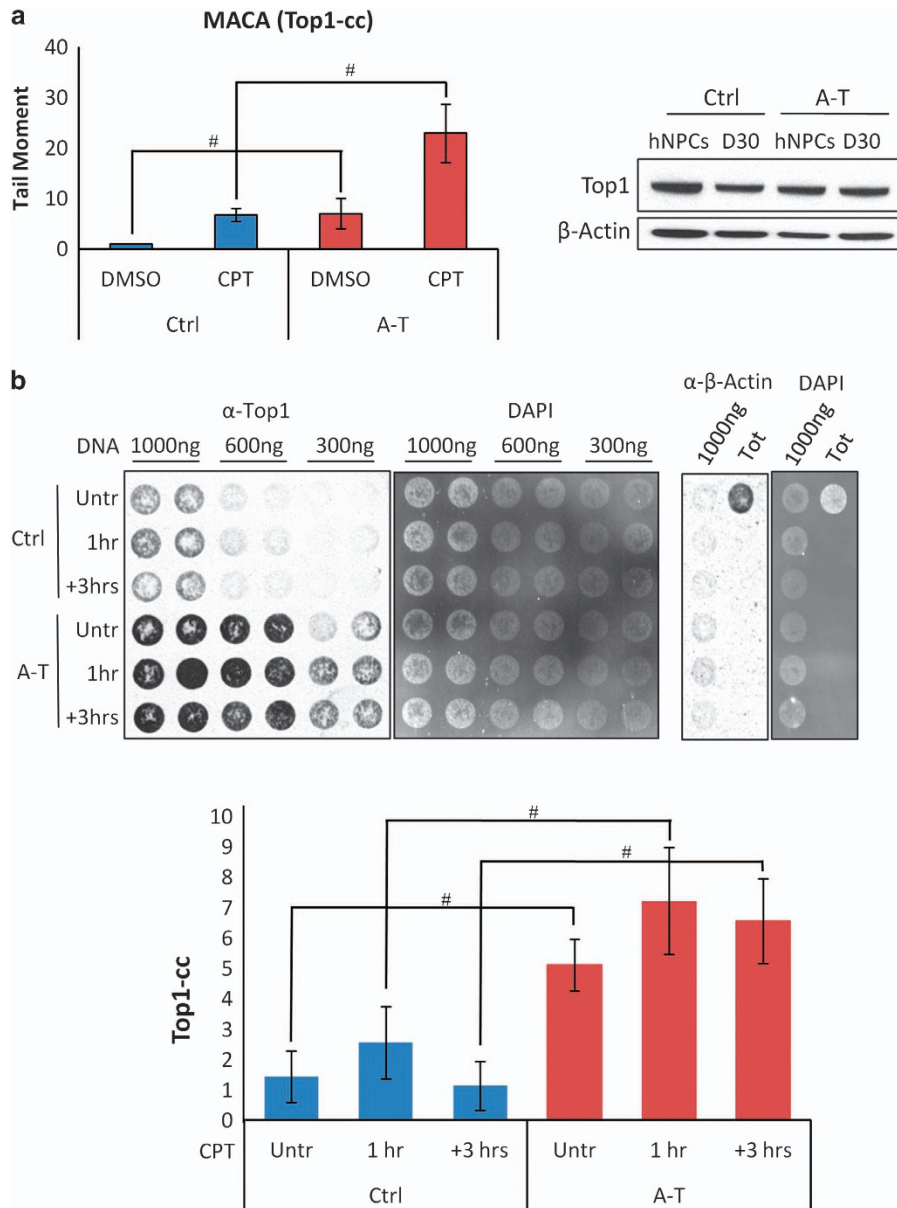 a
MACA (Top1-cc)
Tail Moment
40
30
20
10
0
#
#
DMSO CPT DMSO CPT
Ctrl A-T
Ctrl A-T
hNPCs D30 hNPCs D30
Top1
β-Actin
b
α-Top1 DAPI α-β-Actin DAPI
DNA 1000ng 600ng 300ng 1000ng 600ng 300ng 1000ng Tot 1000ng Tot
Ctrl
Untr
1hr
+3hrs
A-T
Untr
1hr
+3hrs
Top1-cc
10
9
8
7
6
5
4
3
2
1
0
#
#
#
CPT Untr 1 hr +3 hrs Untr 1 hr +3 hrs
Ctrl A-T